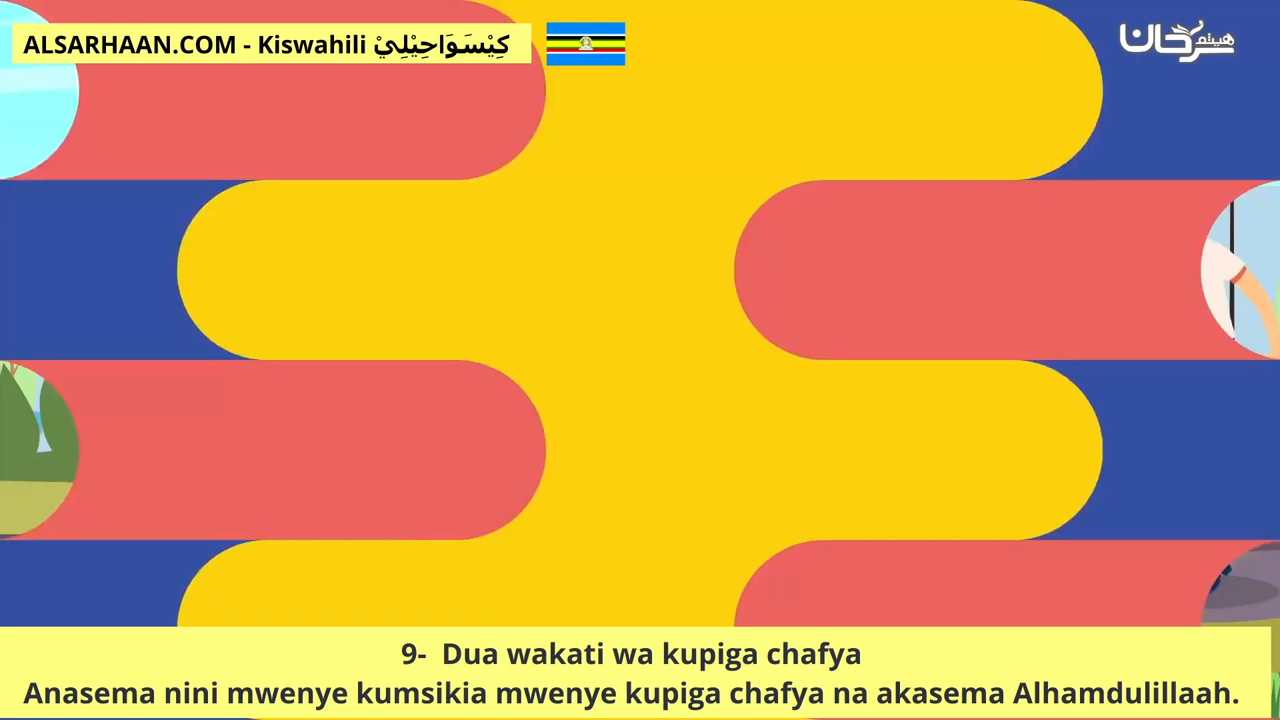 ALSARHAAN.COM - Kiswahili كِيْسَوَاحِيْلِيْ
هيثم سرحان
9-  Dua wakati wa kupiga chafya
Anasema nini mwenye kumsikia mwenye kupiga chafya na akasema Alhamdulillaah.